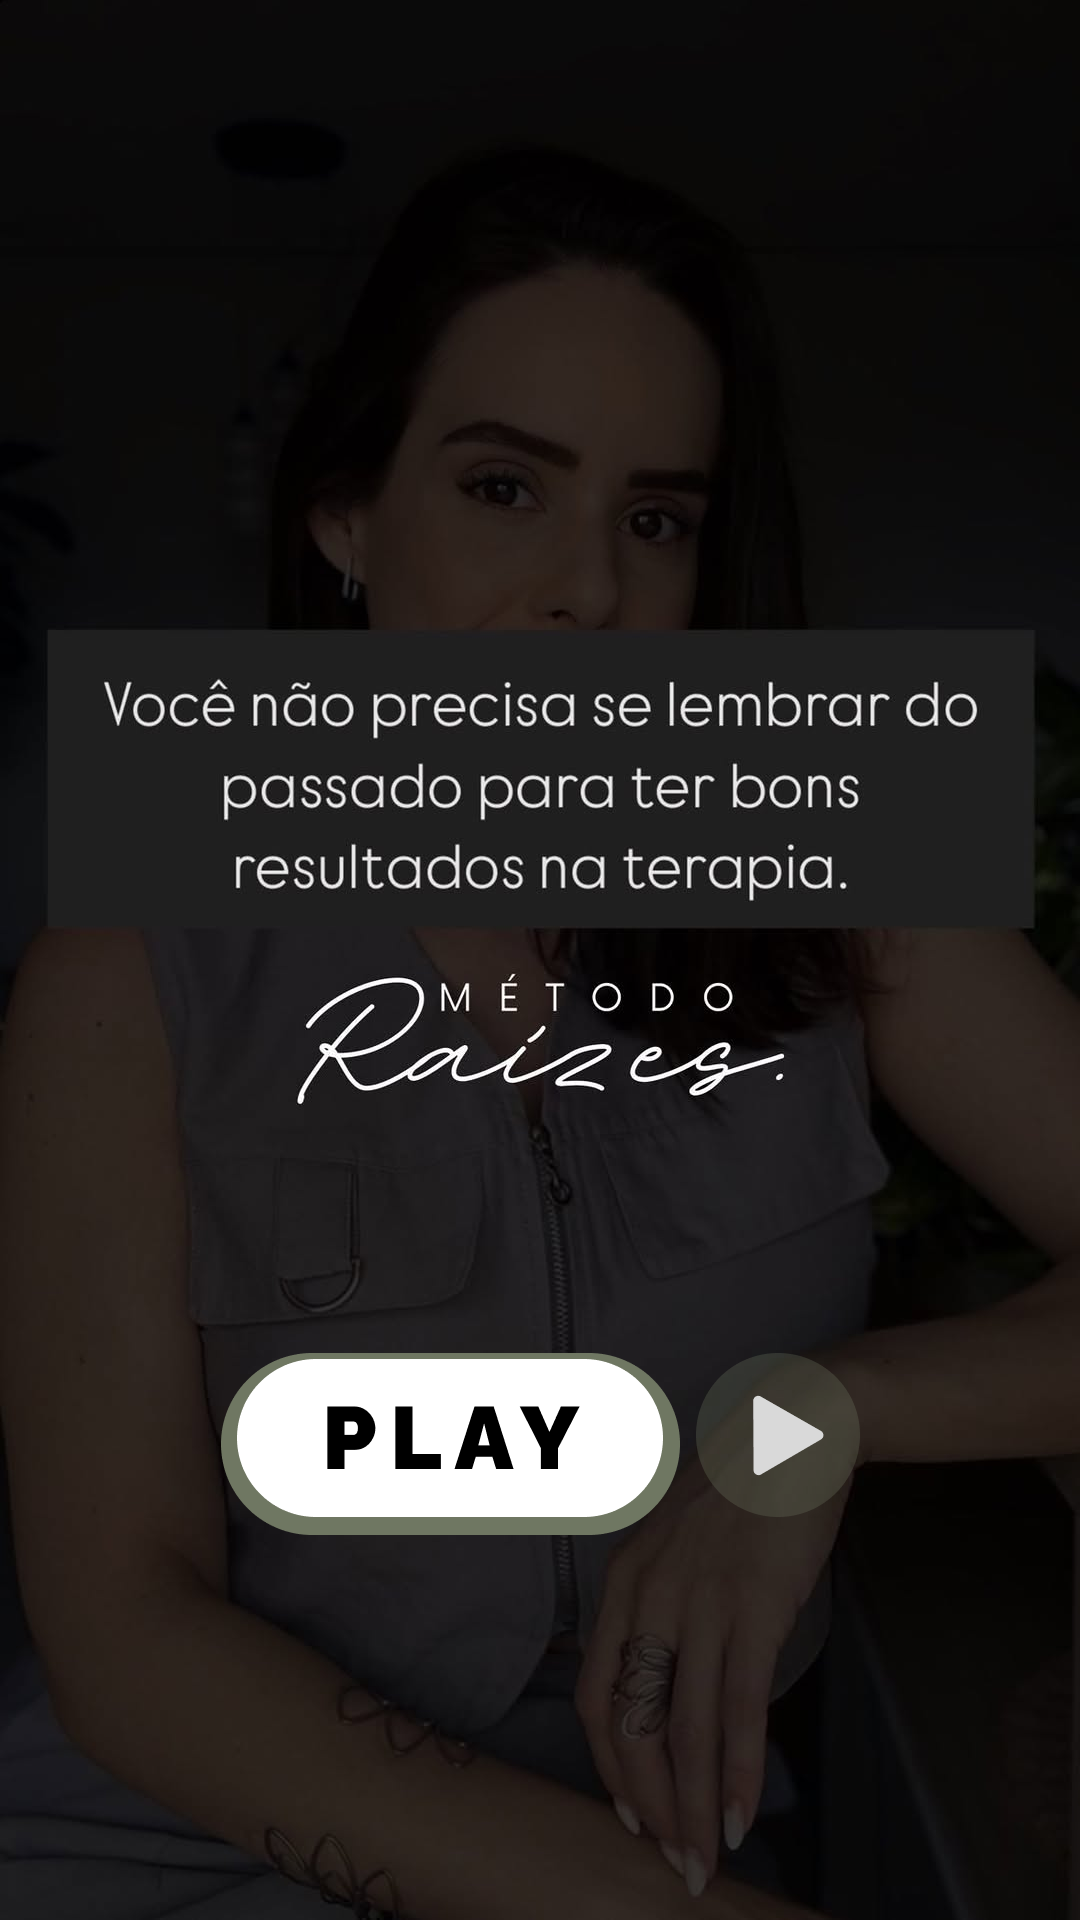 Você não precisa se lembrar do
passado para ter bons
resultados na terapia.
MÉTODO
Raízes.
PLAY